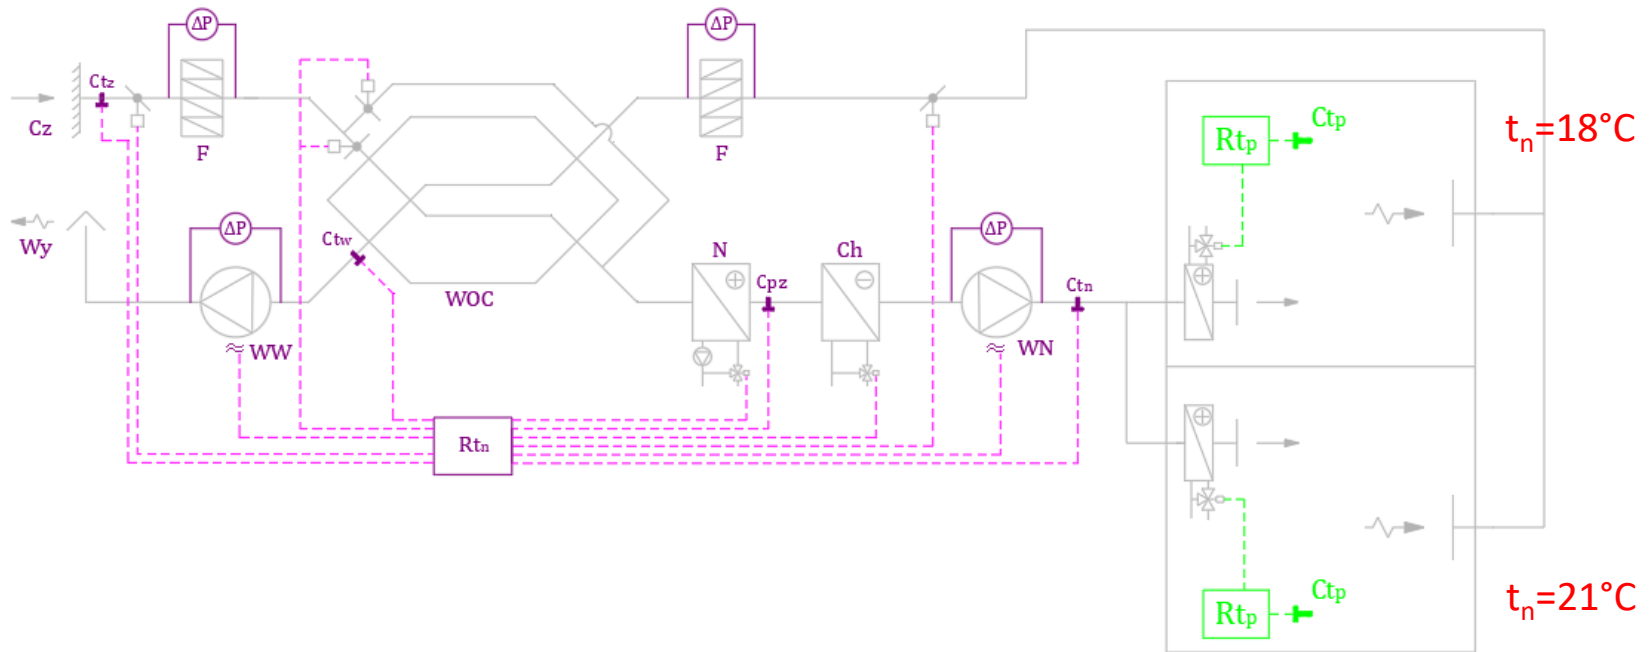 ΔP
ΔP
Ctz
Cz
F
F
Ctp
Rtp
tn=18°C
Wy
ΔP
Ctw
WOC
N
Cpz
Ch
ΔP
Ctn
≈ WW
≈ WN
Rtn
Ctp
Rtp
tn=21°C